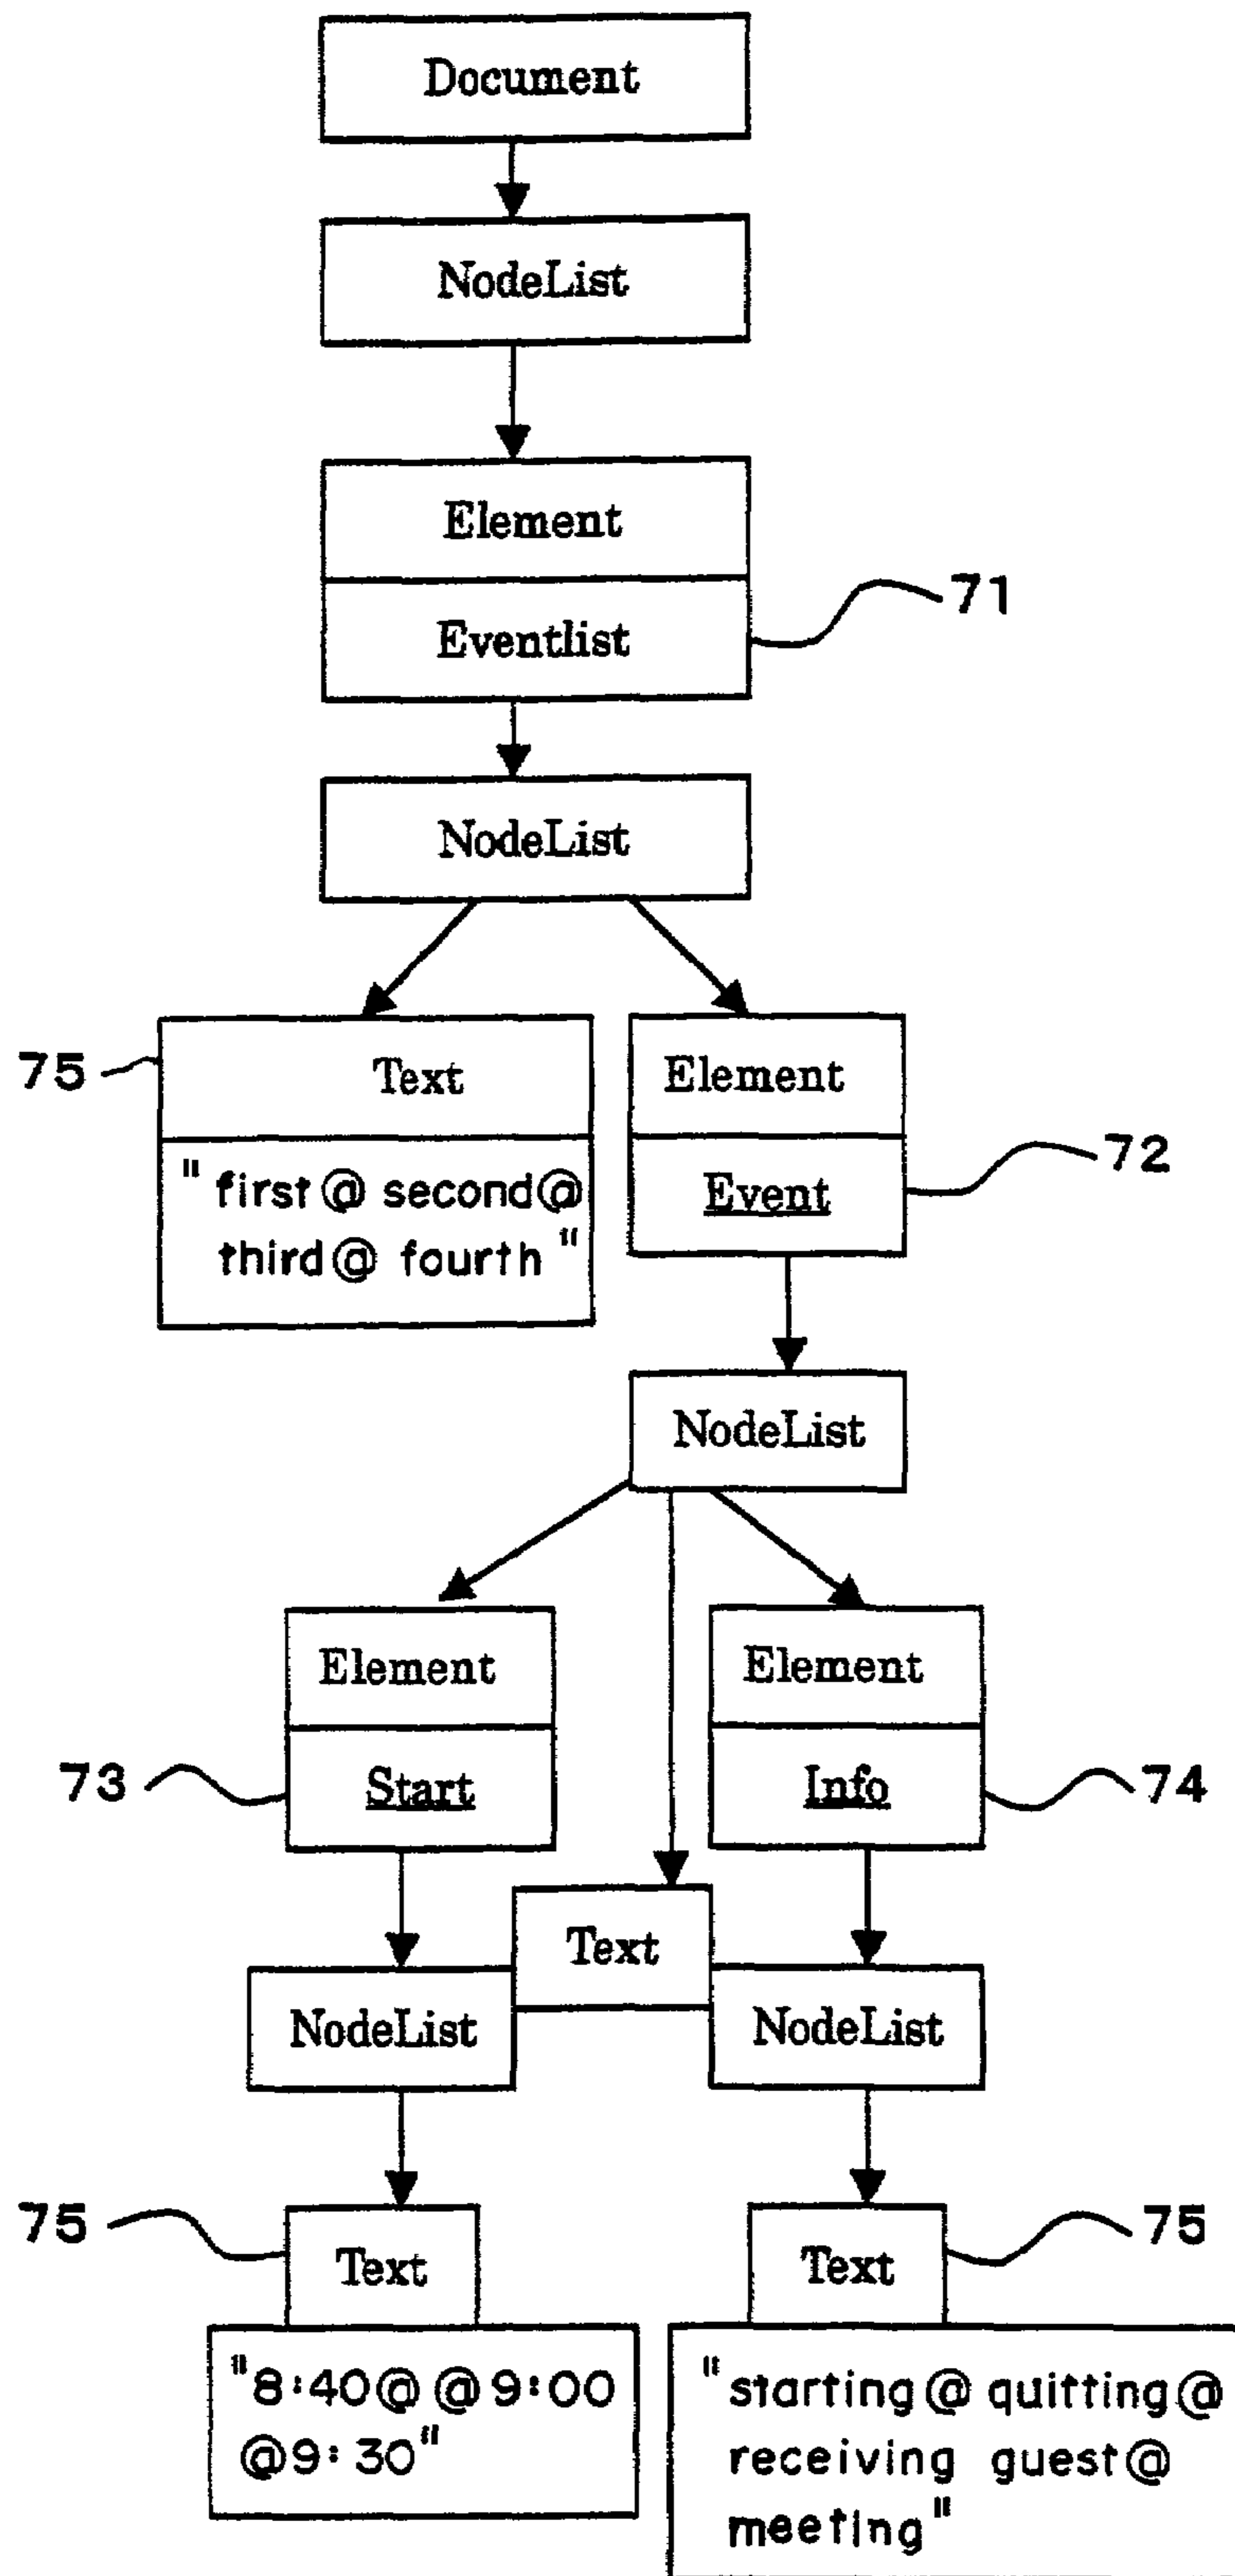 Document
NodeList
Element
71
Eventlist
NodeList
75
Text
Element
" first @ second @
third @ fourth "
72
Event
NodeList
Element
Element
73
Start
Info
74
Text
NodeList
NodeList
75
Text
Text
75
"8:40@ @ 9:00
@9:30"
"starting @ quitting @
receiving guest @
meeting"